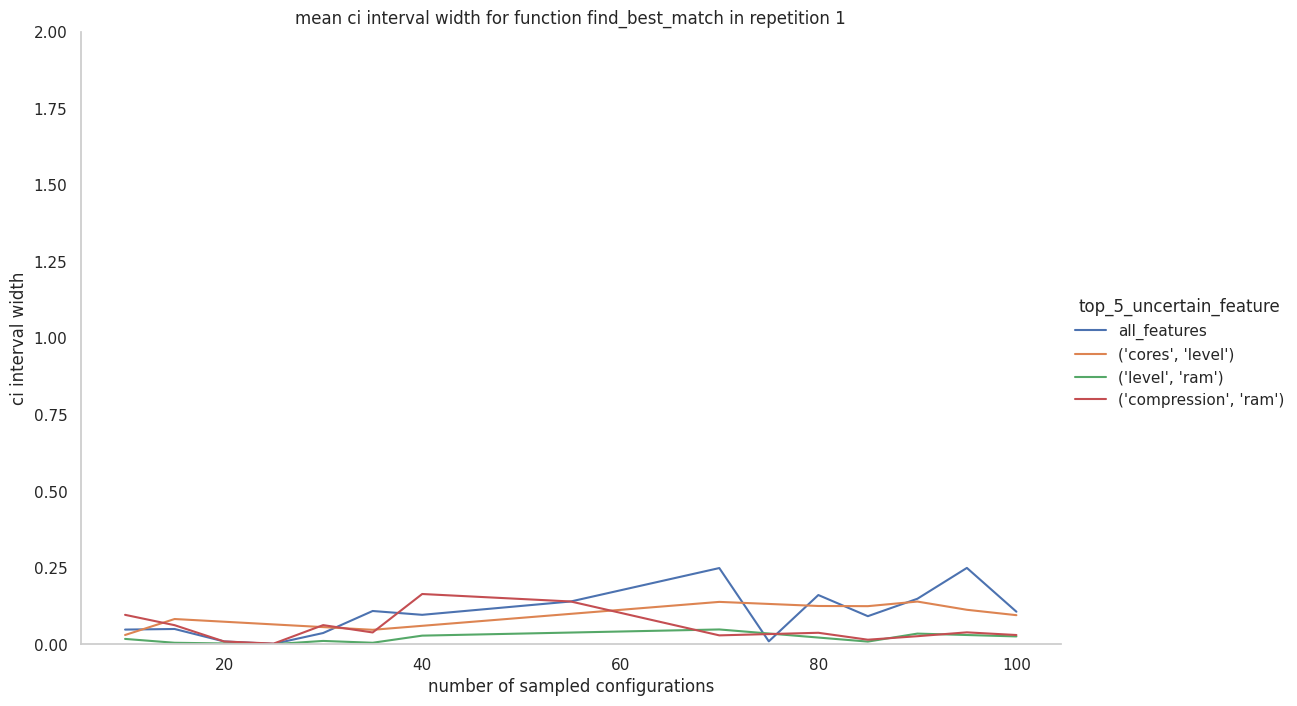 mean ci interval width for function find_best_match in repetition 1
2.00
1.75
1.50
1.25
1.00
0.75
0.50
0.25
0.00
ci interval width
20 40 60 80 100
number of sampled configurations
top_5_uncertain_feature
all_features
('cores', 'level')
('level', 'ram')
('compression', 'ram')